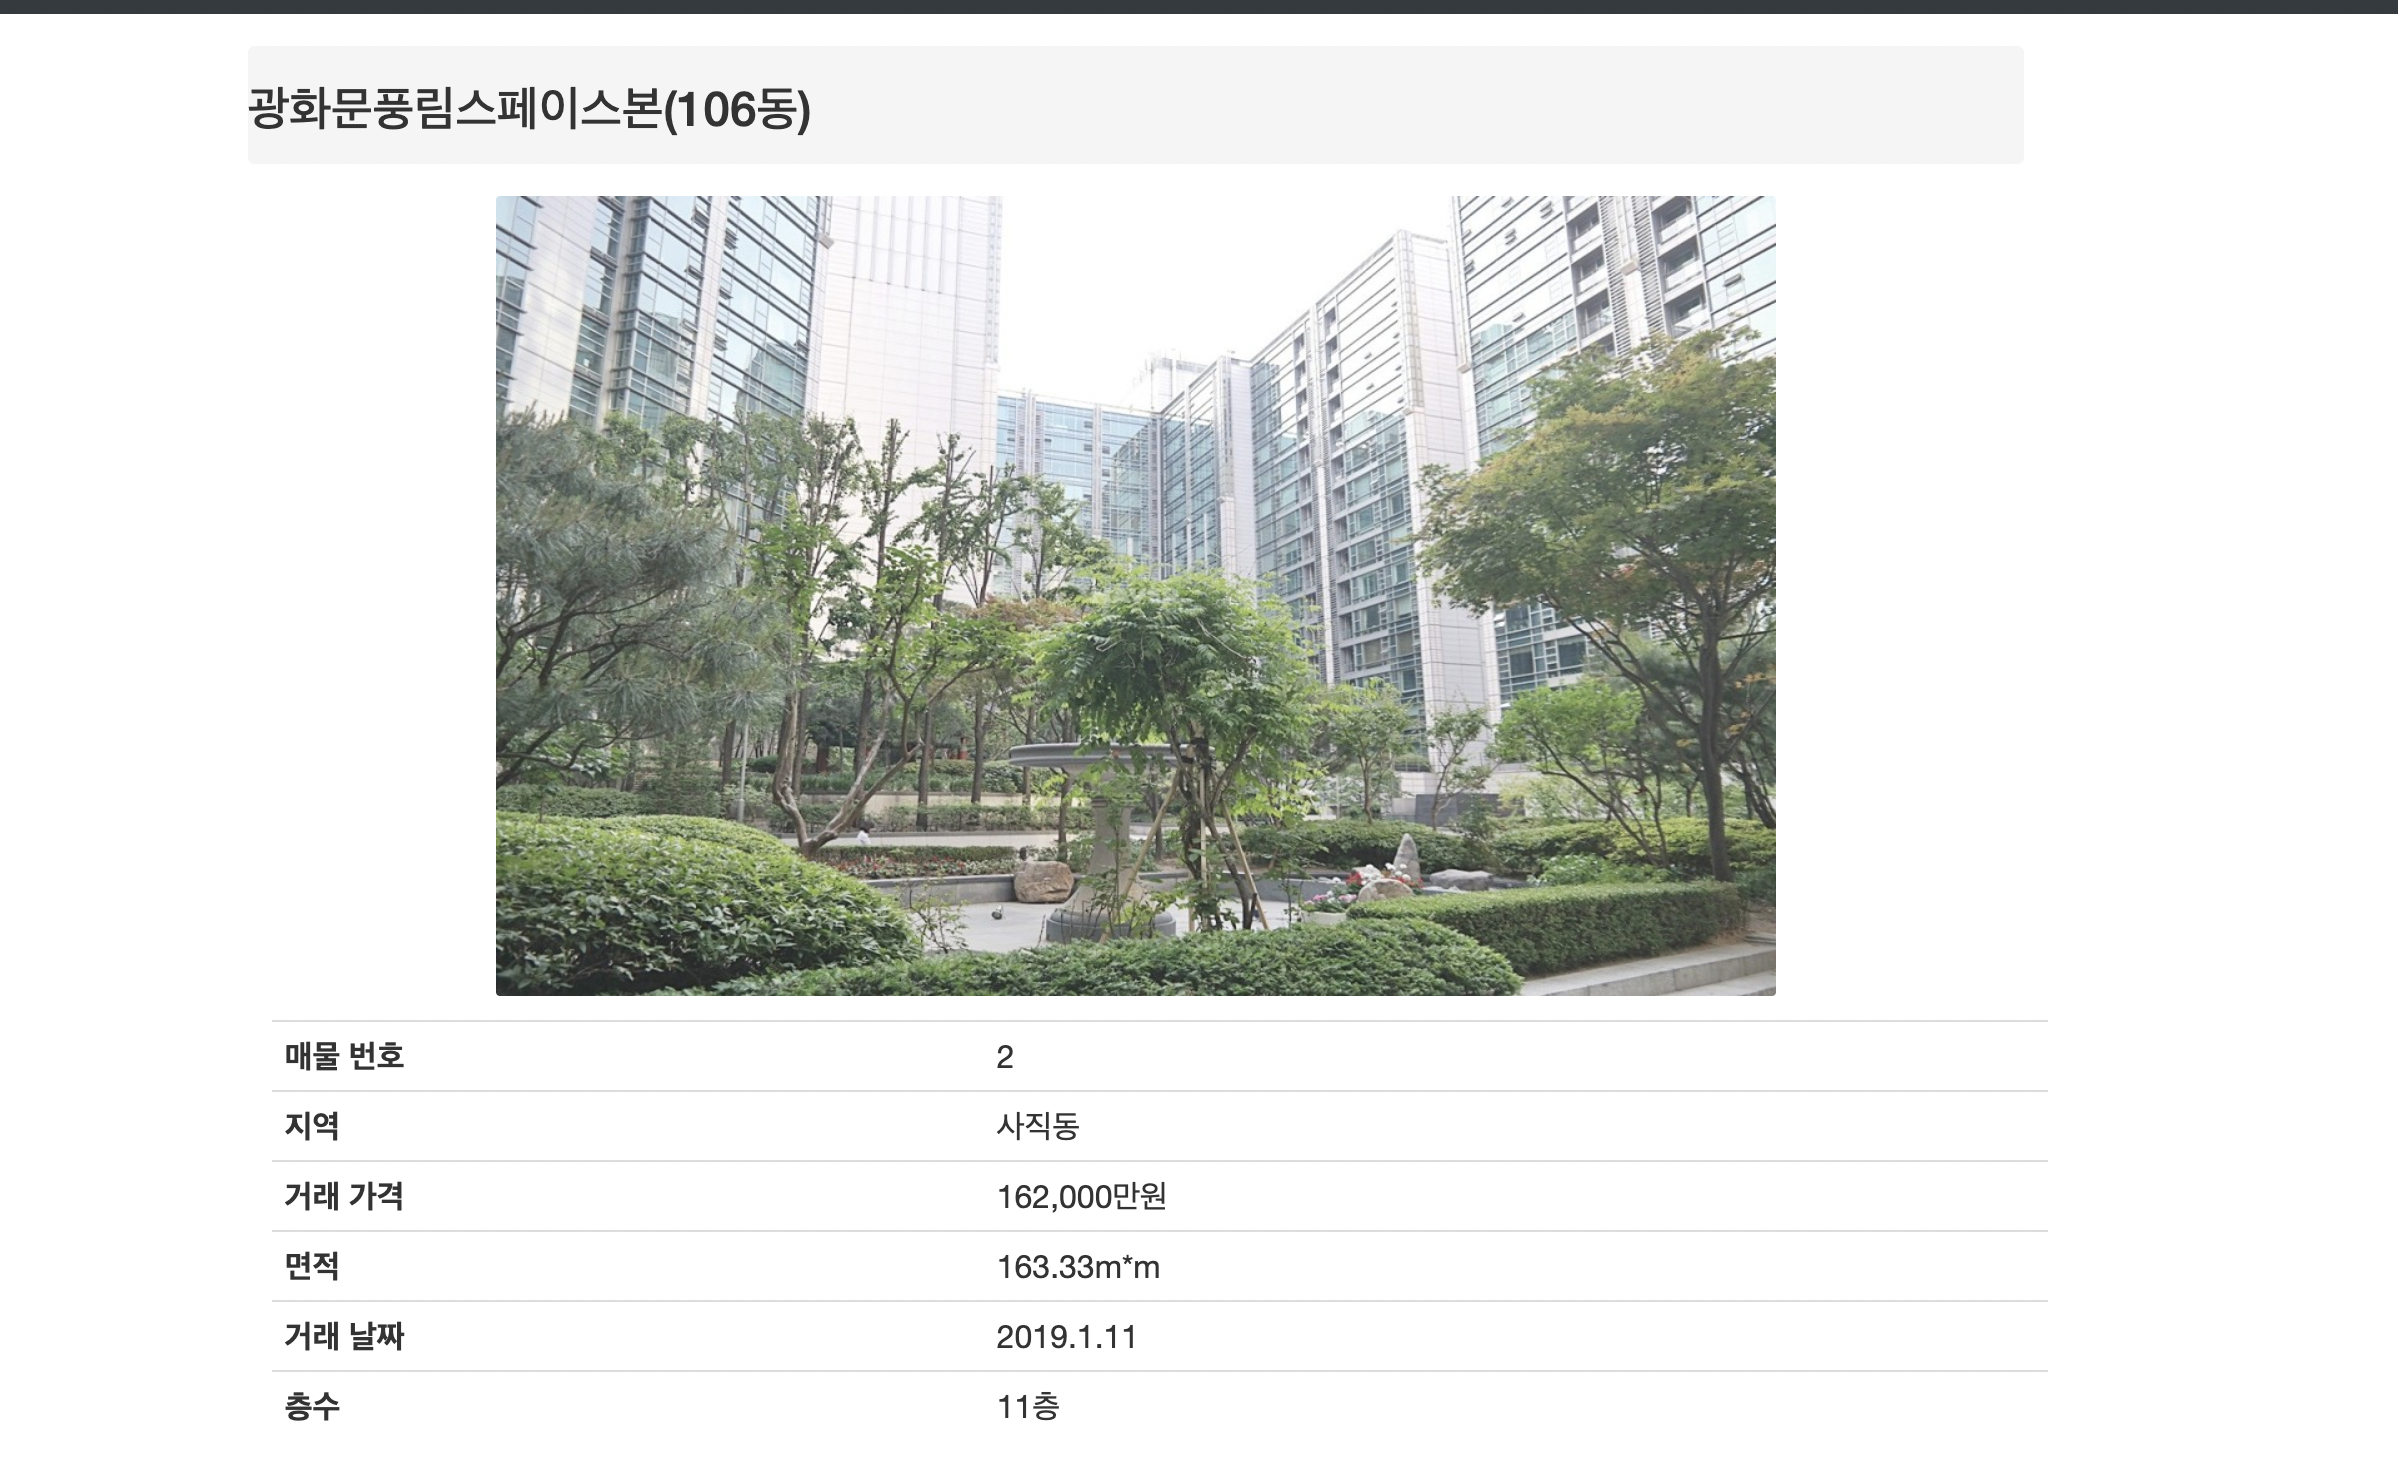 광화문풍림스페이스본(106동)
매물 번호 2
지역 사직동
거래 가격 162,000만원
면적 163.33m*m
거래 날짜 2019.1.11
층수 11층